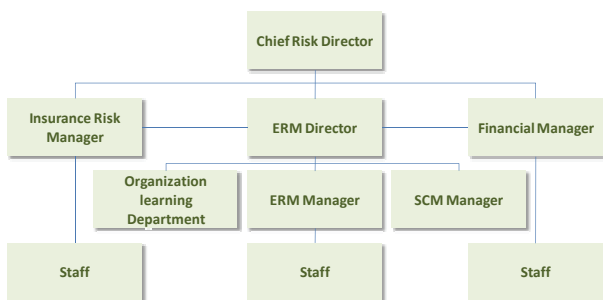 Chief Risk Director
Insurance Risk
Manager
ERM Director
Financial Manager
Organization
learning
Department
ERM Manager
SCM Manager
Staff
Staff
Staff